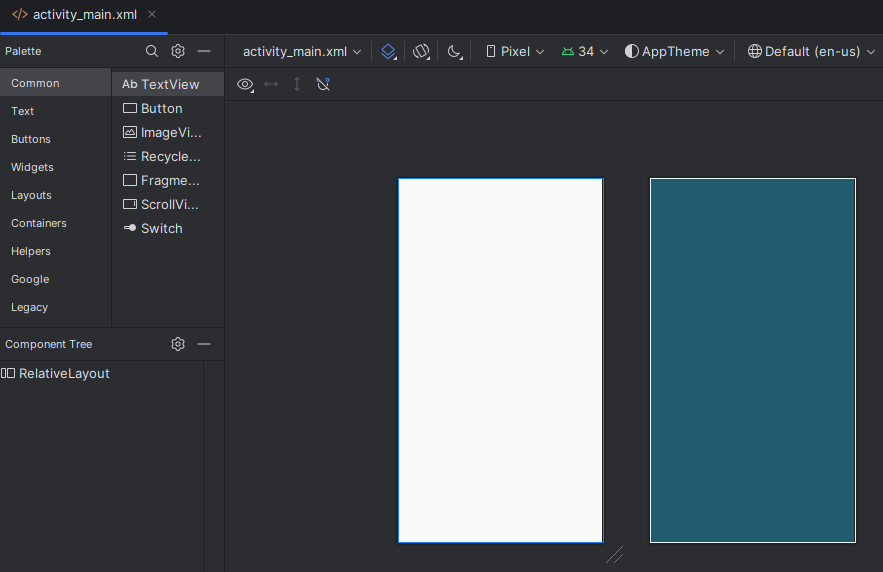 activity_main.xml
Palette
activity_main.xml
Pixel
34
AppTheme
Default (en-us)
Common
Text
Buttons
Widgets
Layouts
Containers
Helpers
Google
Legacy
Ab TextView
Button
ImageVi...
Recycle...
Fragme...
ScrollVi...
Switch
Component Tree
RelativeLayout